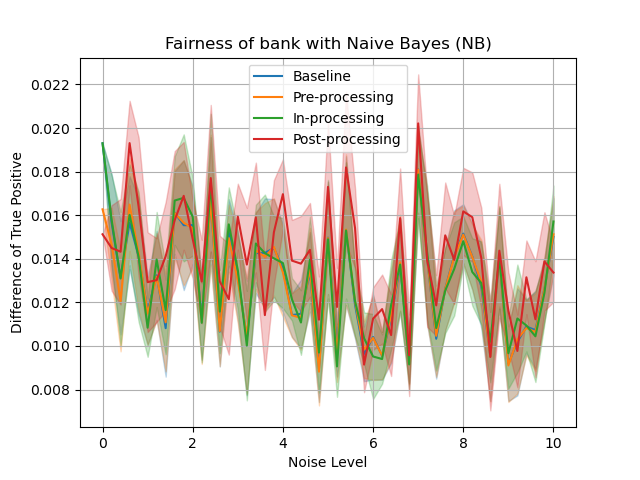 Fairness of bank with Naive Bayes (NB)
Baseline
Pre-processing
In-processing
Post-processing
0.022
0.020
0.018
0.016
0.014
0.012
0.010
0.008
Difference of True Positive
0 2 4 6 8 10
Noise Level